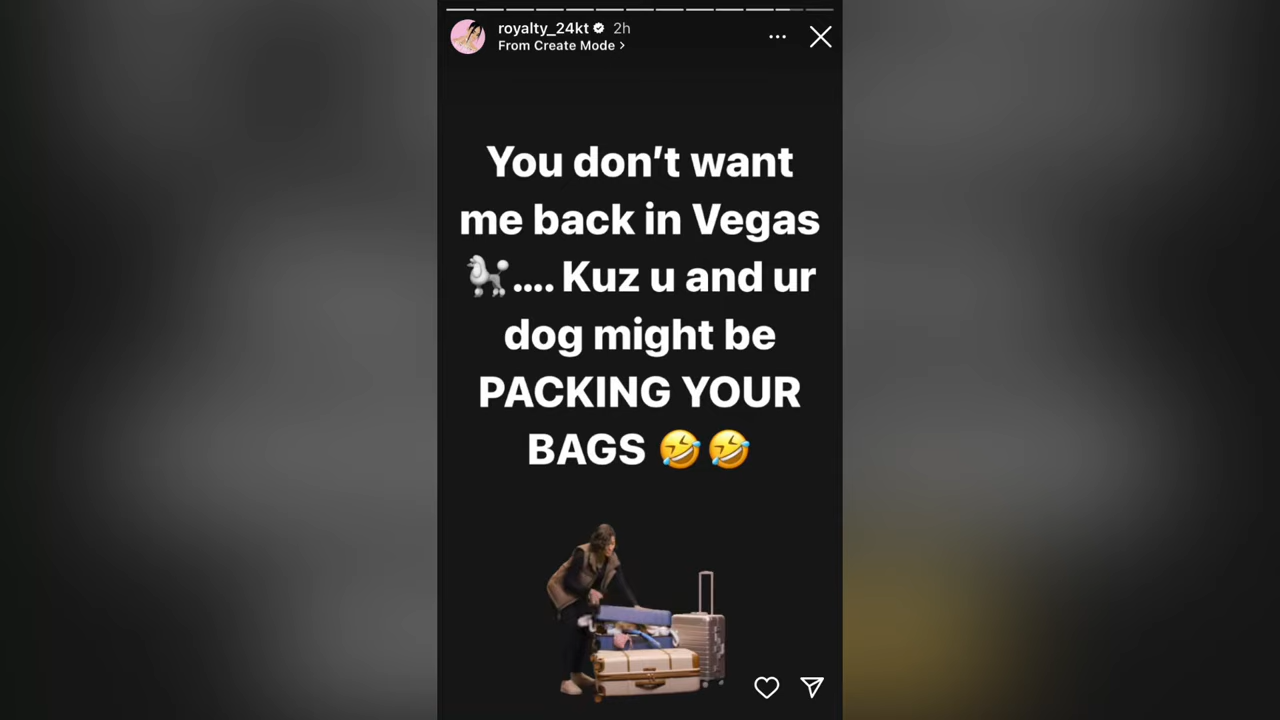 royalty_24kt 2h
From Create Mode >
You don’t want
me back in Vegas
🐩.... Kuz u and ur
dog might be
PACKING YOUR
BAGS 🤣🤣